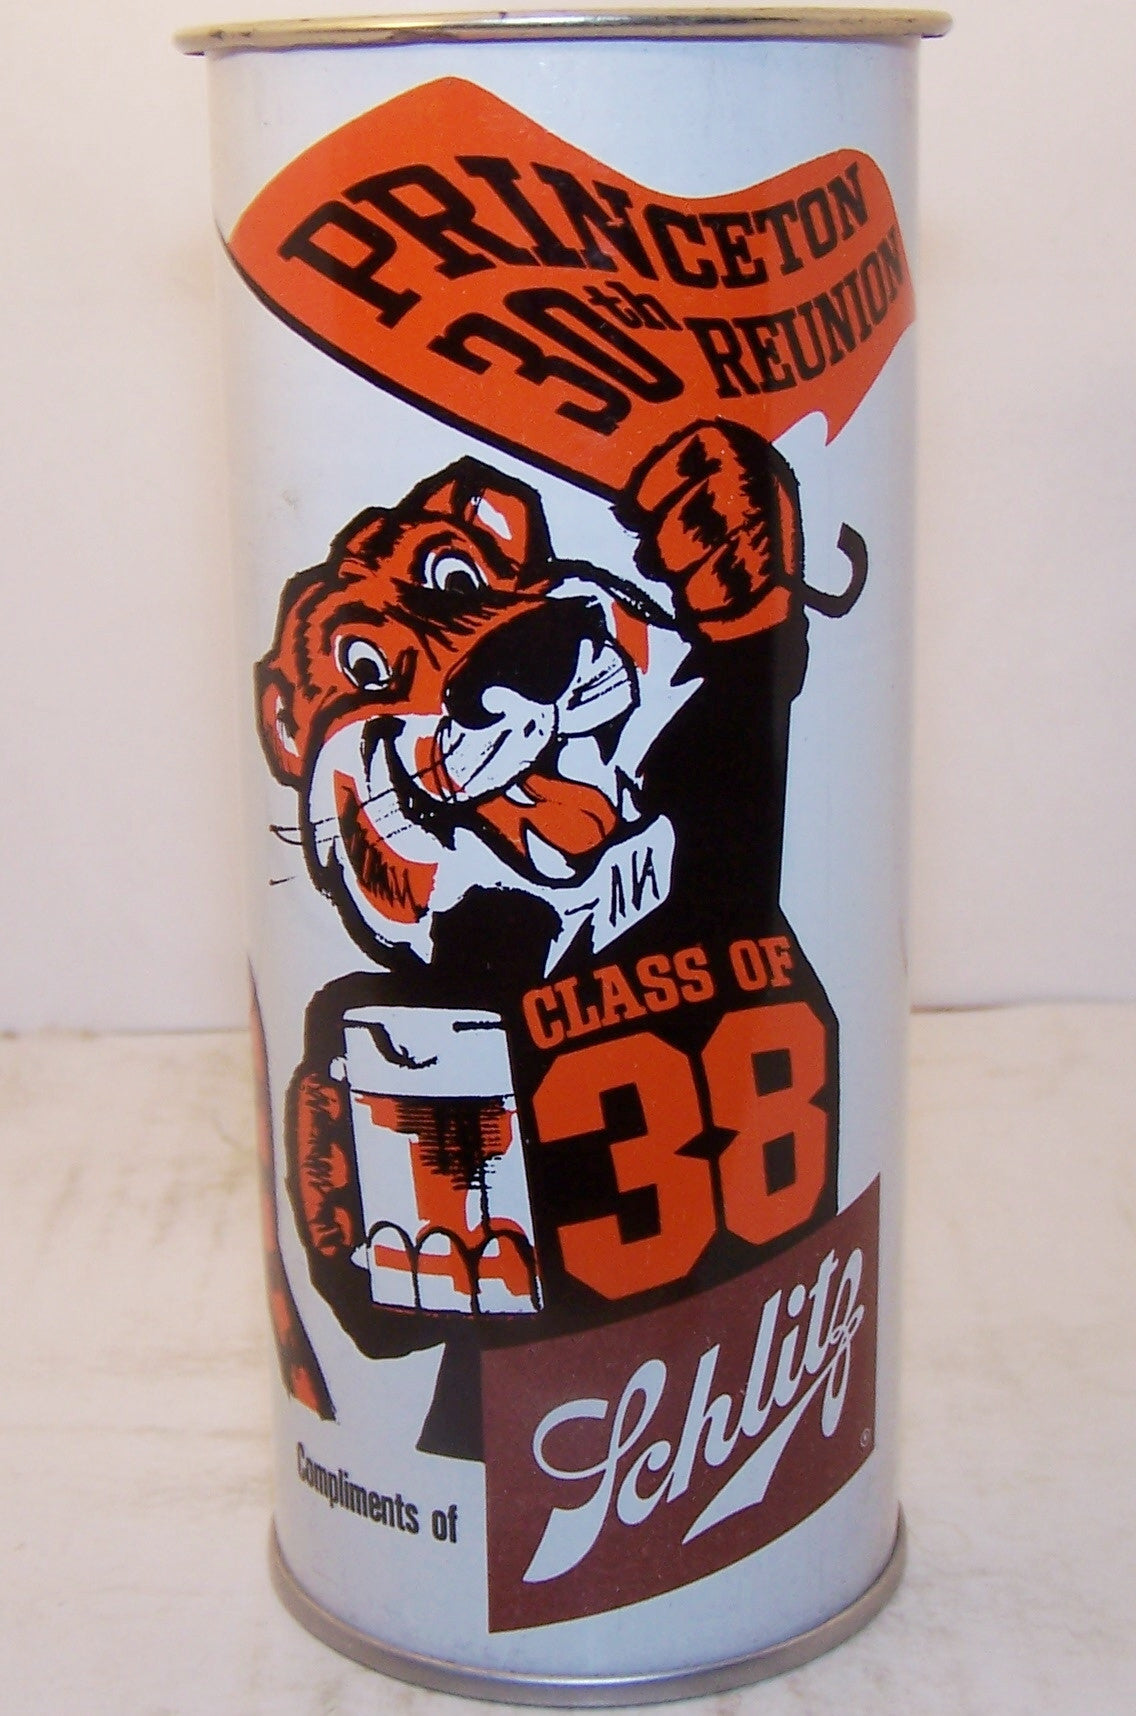 PRINCETON
30th REUNION
CLASS OF
38
Compliments of
Schlitz
®